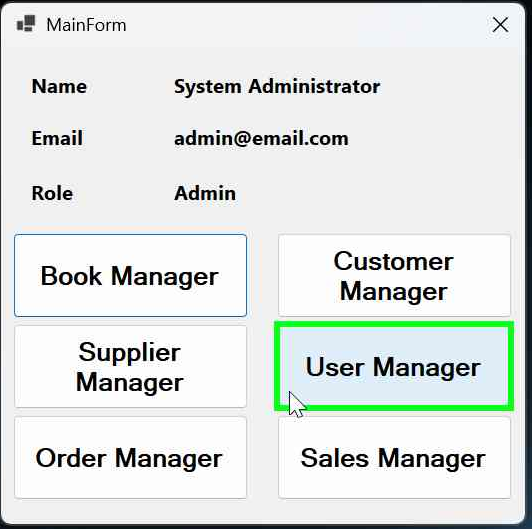 MainForm
Name System Administrator
Email admin@email.com
Role Admin
Book Manager
Customer
Manager
Supplier
Manager
User Manager
Order Manager
Sales Manager